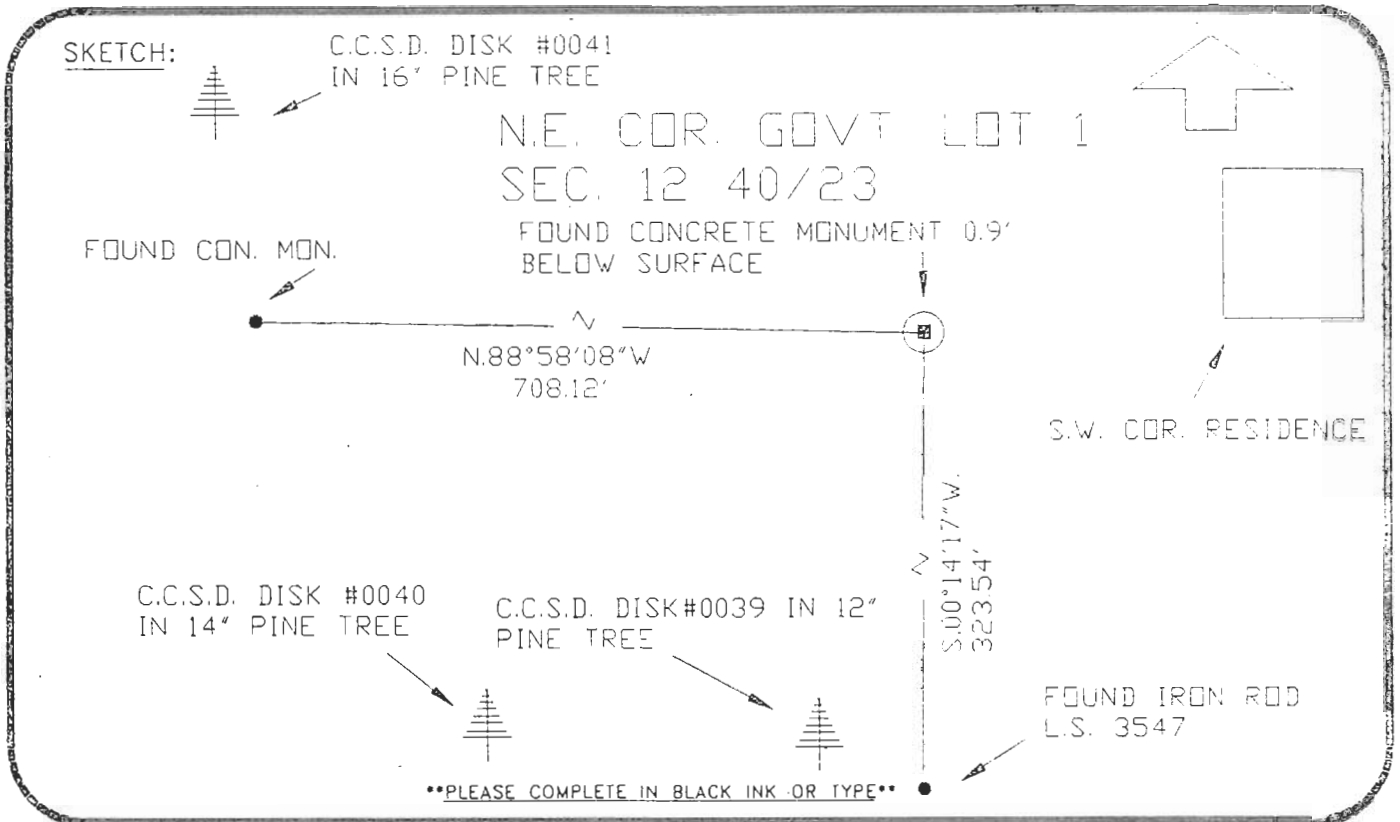 SKETCH:
C.C.S.D. DISK #0041
IN 16" PINE TREE
N.E. COR. GOVT LOT 1
SEC. 12 40/23
FOUND CON. MON.
FOUND CONCRETE MONUMENT 0.9'
BELOW SURFACE
N.88°58'08"W
708.12'
S.W. COR. RESIDENCE
S.00°14'17"W.
323.54'
C.C.S.D. DISK #0040
IN 14" PINE TREE
C.C.S.D. DISK#0039 IN 12"
PINE TREE
FOUND IRON ROD
L.S. 3547
**PLEASE COMPLETE IN BLACK INK OR TYPE**